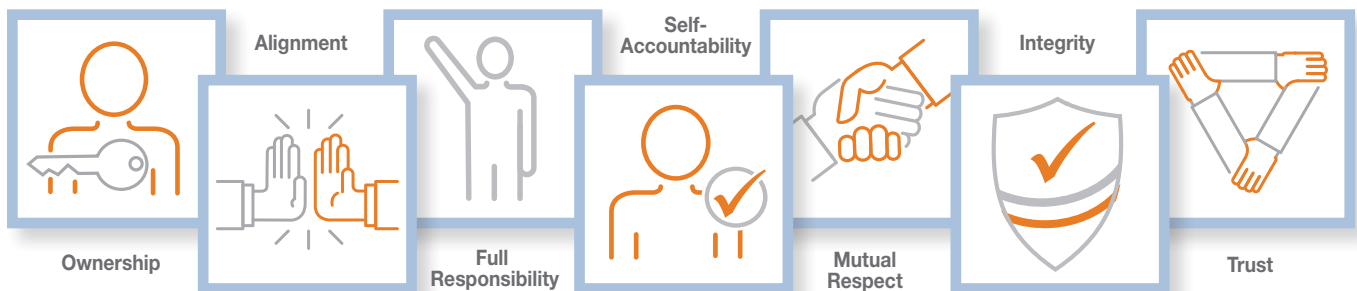 Ownership
Alignment
Full
Responsibility
Self-
Accountability
Mutual
Respect
Integrity
Trust